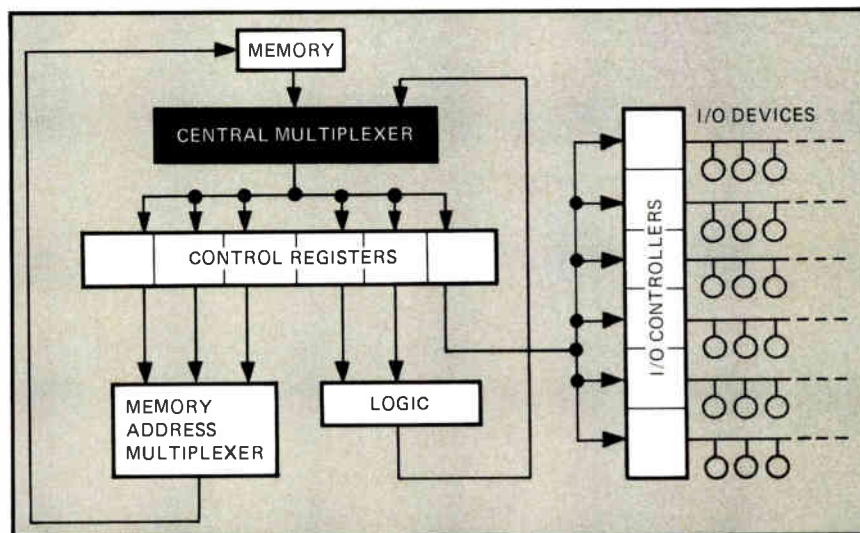 MEMORY
CENTRAL MULTIPLEXER
I/O DEVICES
CONTROL REGISTERS
I/O CONTROLLERS
MEMORY
ADDRESS
MULTIPLEXER
LOGIC